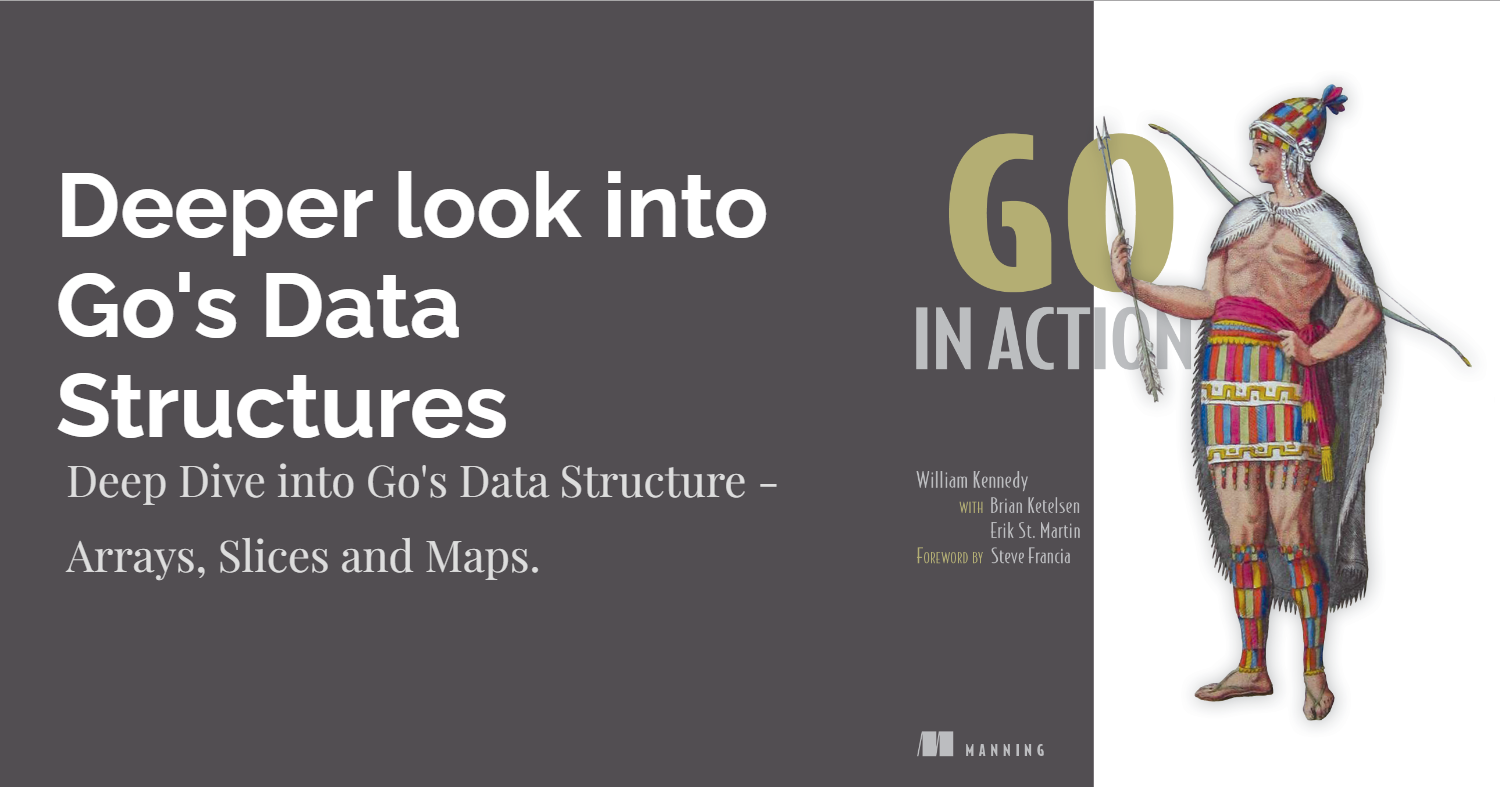 Deeper look into
Go's Data
Structures
Deep Dive into Go's Data Structure -
Arrays, Slices and Maps.
GO
IN ACTION
William Kennedy
WITH Brian Ketelsen
Erik St. Martin
FOREWORD BY Steve Francia
MANNING